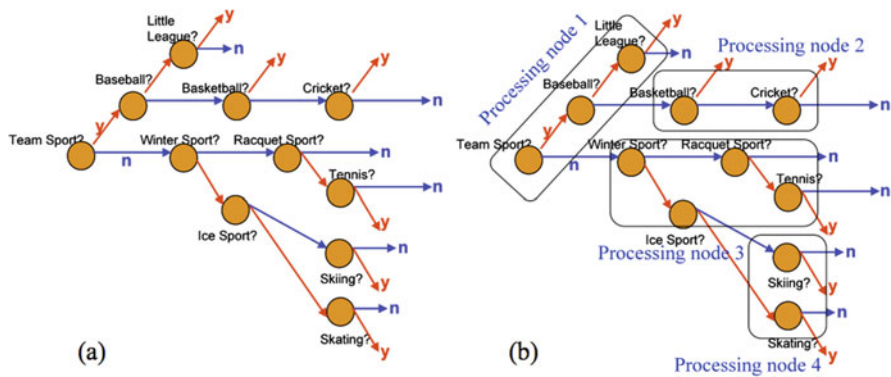 Little
League?
y
n
Baseball?
y
Basketball?
y
Cricket?
y
n
Team Sport?
y
n
Winter Sport?
Racquet Sport?
n
Tennis?
n
y
Ice Sport?
n
Skiing?
y
n
Skating?
y
(a)
Processing node 1
Little
League?
y
n
Processing node 2
Baseball?
Basketball?
y
Cricket?
y
n
Team Sport?
y
n
Winter Sport?
Racquet Sport?
n
Tennis?
n
y
Ice Sport?
Processing node 3
n
Skiing?
y
n
Skating?
y
Processing node 4
(b)